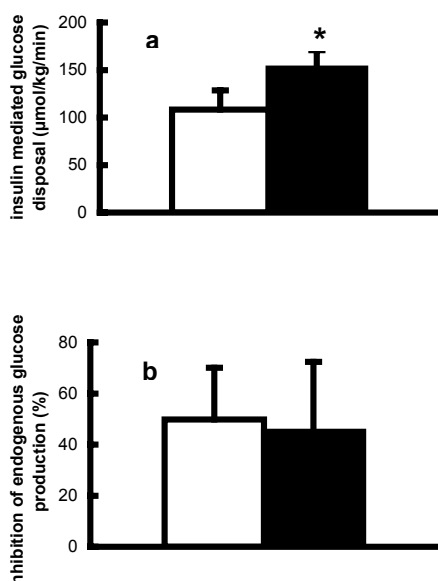 insulin mediated glucose
disposal (µmol/kg/min)
200
150
100
50
0
a
*
nhibition of endogenous glucose
production (%)
80
60
40
20
0
b